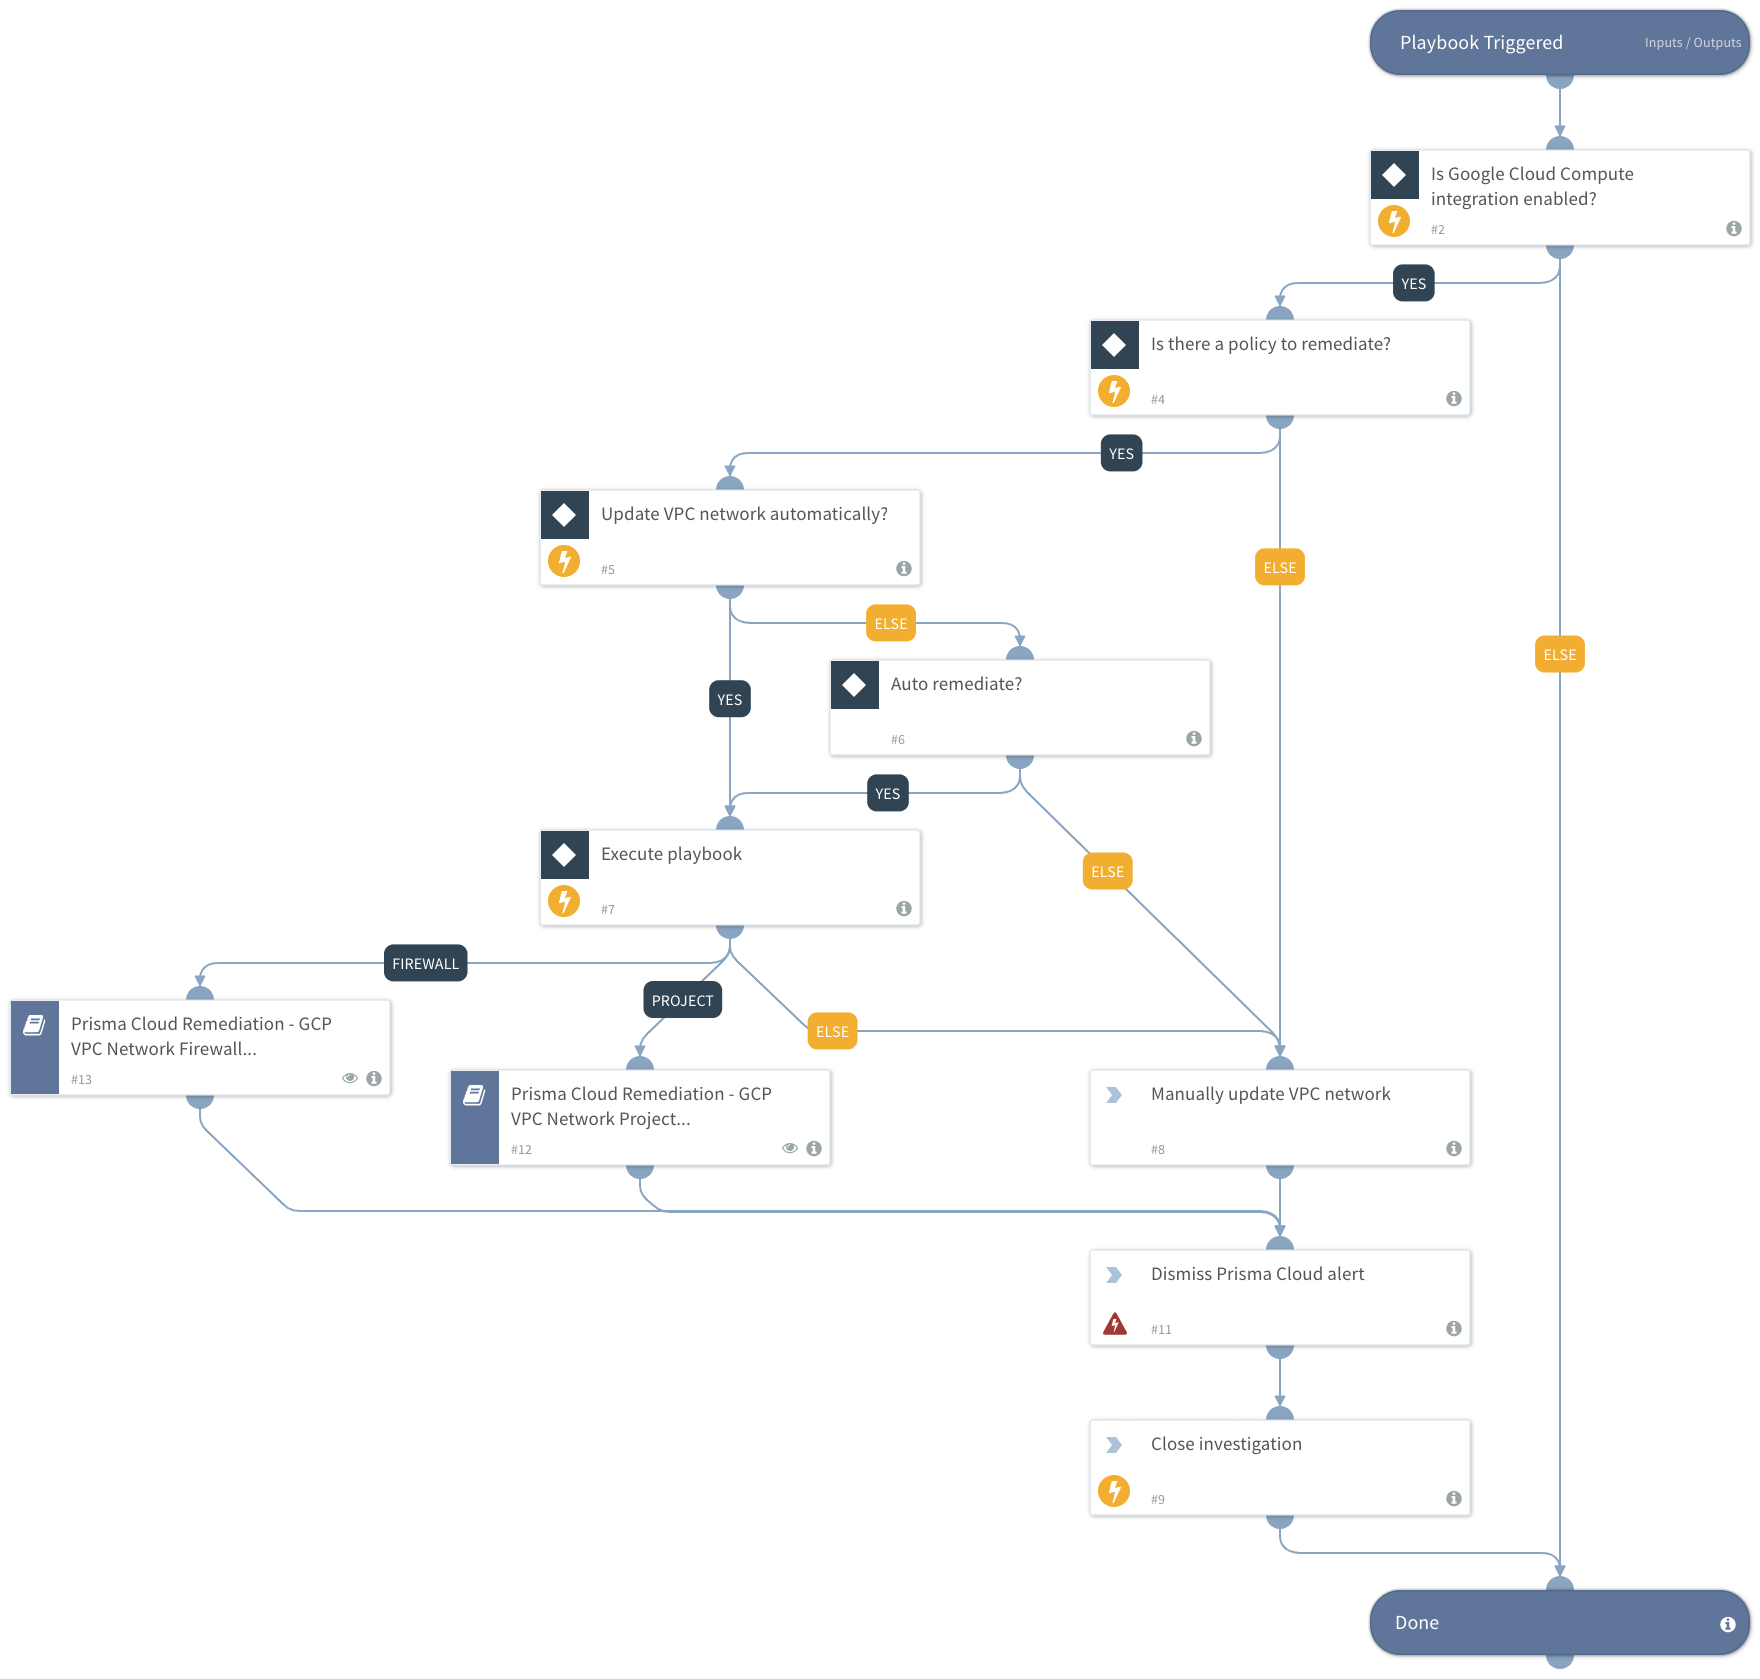 Playbook Triggered
Inputs / Outputs
Is Google Cloud Compute
integration enabled?
#2
YES
Is there a policy to remediate?
#4
YES
Update VPC network automatically?
#5
ELSE
ELSE
ELSE
YES
Auto remediate?
#6
YES
Execute playbook
#7
ELSE
FIREWALL
PROJECT
ELSE
Prisma Cloud Remediation - GCP
VPC Network Firewall...
#13
Prisma Cloud Remediation - GCP
VPC Network Project...
#12
Manually update VPC network
#8
Dismiss Prisma Cloud alert
#11
Close investigation
#9
Done